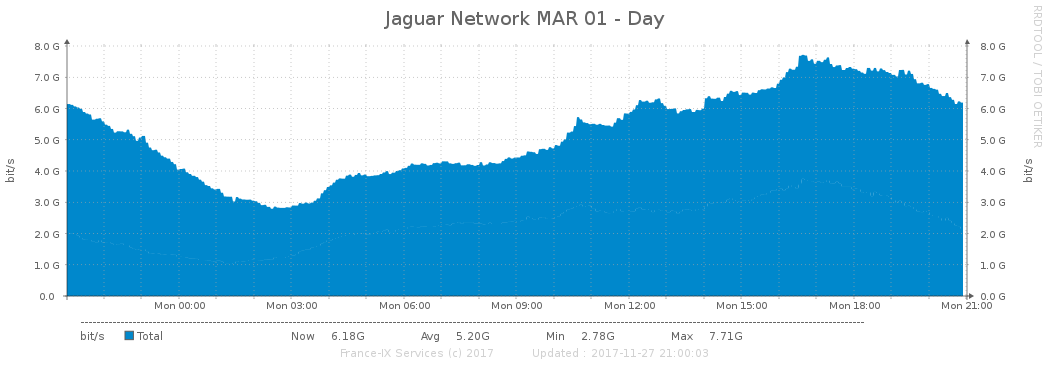 Jaguar Network MAR 01 - Day
RRDTOOL / TOBI OETIKER
8.0 G 8.0 G
7.0 G 7.0 G
6.0 G 6.0 G
5.0 G 5.0 G
4.0 G 4.0 G
3.0 G 3.0 G
2.0 G 2.0 G
1.0 G 1.0 G
0.0 0.0 G
bit/s
bit/s
Mon 00:00 Mon 03:00 Mon 06:00 Mon 09:00 Mon 12:00 Mon 15:00 Mon 18:00 Mon 21:00
bit/s Total Now 6.18G Avg 5.20G Min 2.78G Max 7.71G
France-IX Services (c) 2017 Updated : 2017-11-27 21:00:03